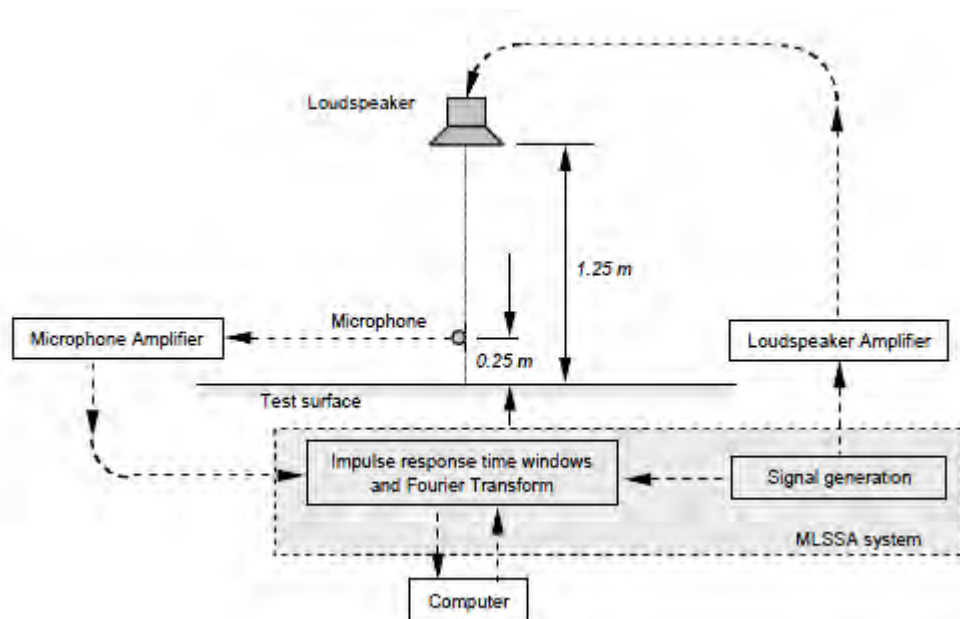 Loudspeaker
1.25 m
Microphone
Microphone Amplifier
0.25 m
Loudspeaker Amplifier
Test surface
Impulse response time windows
and Fourier Transform
Signal generation
MLSSA system
Computer